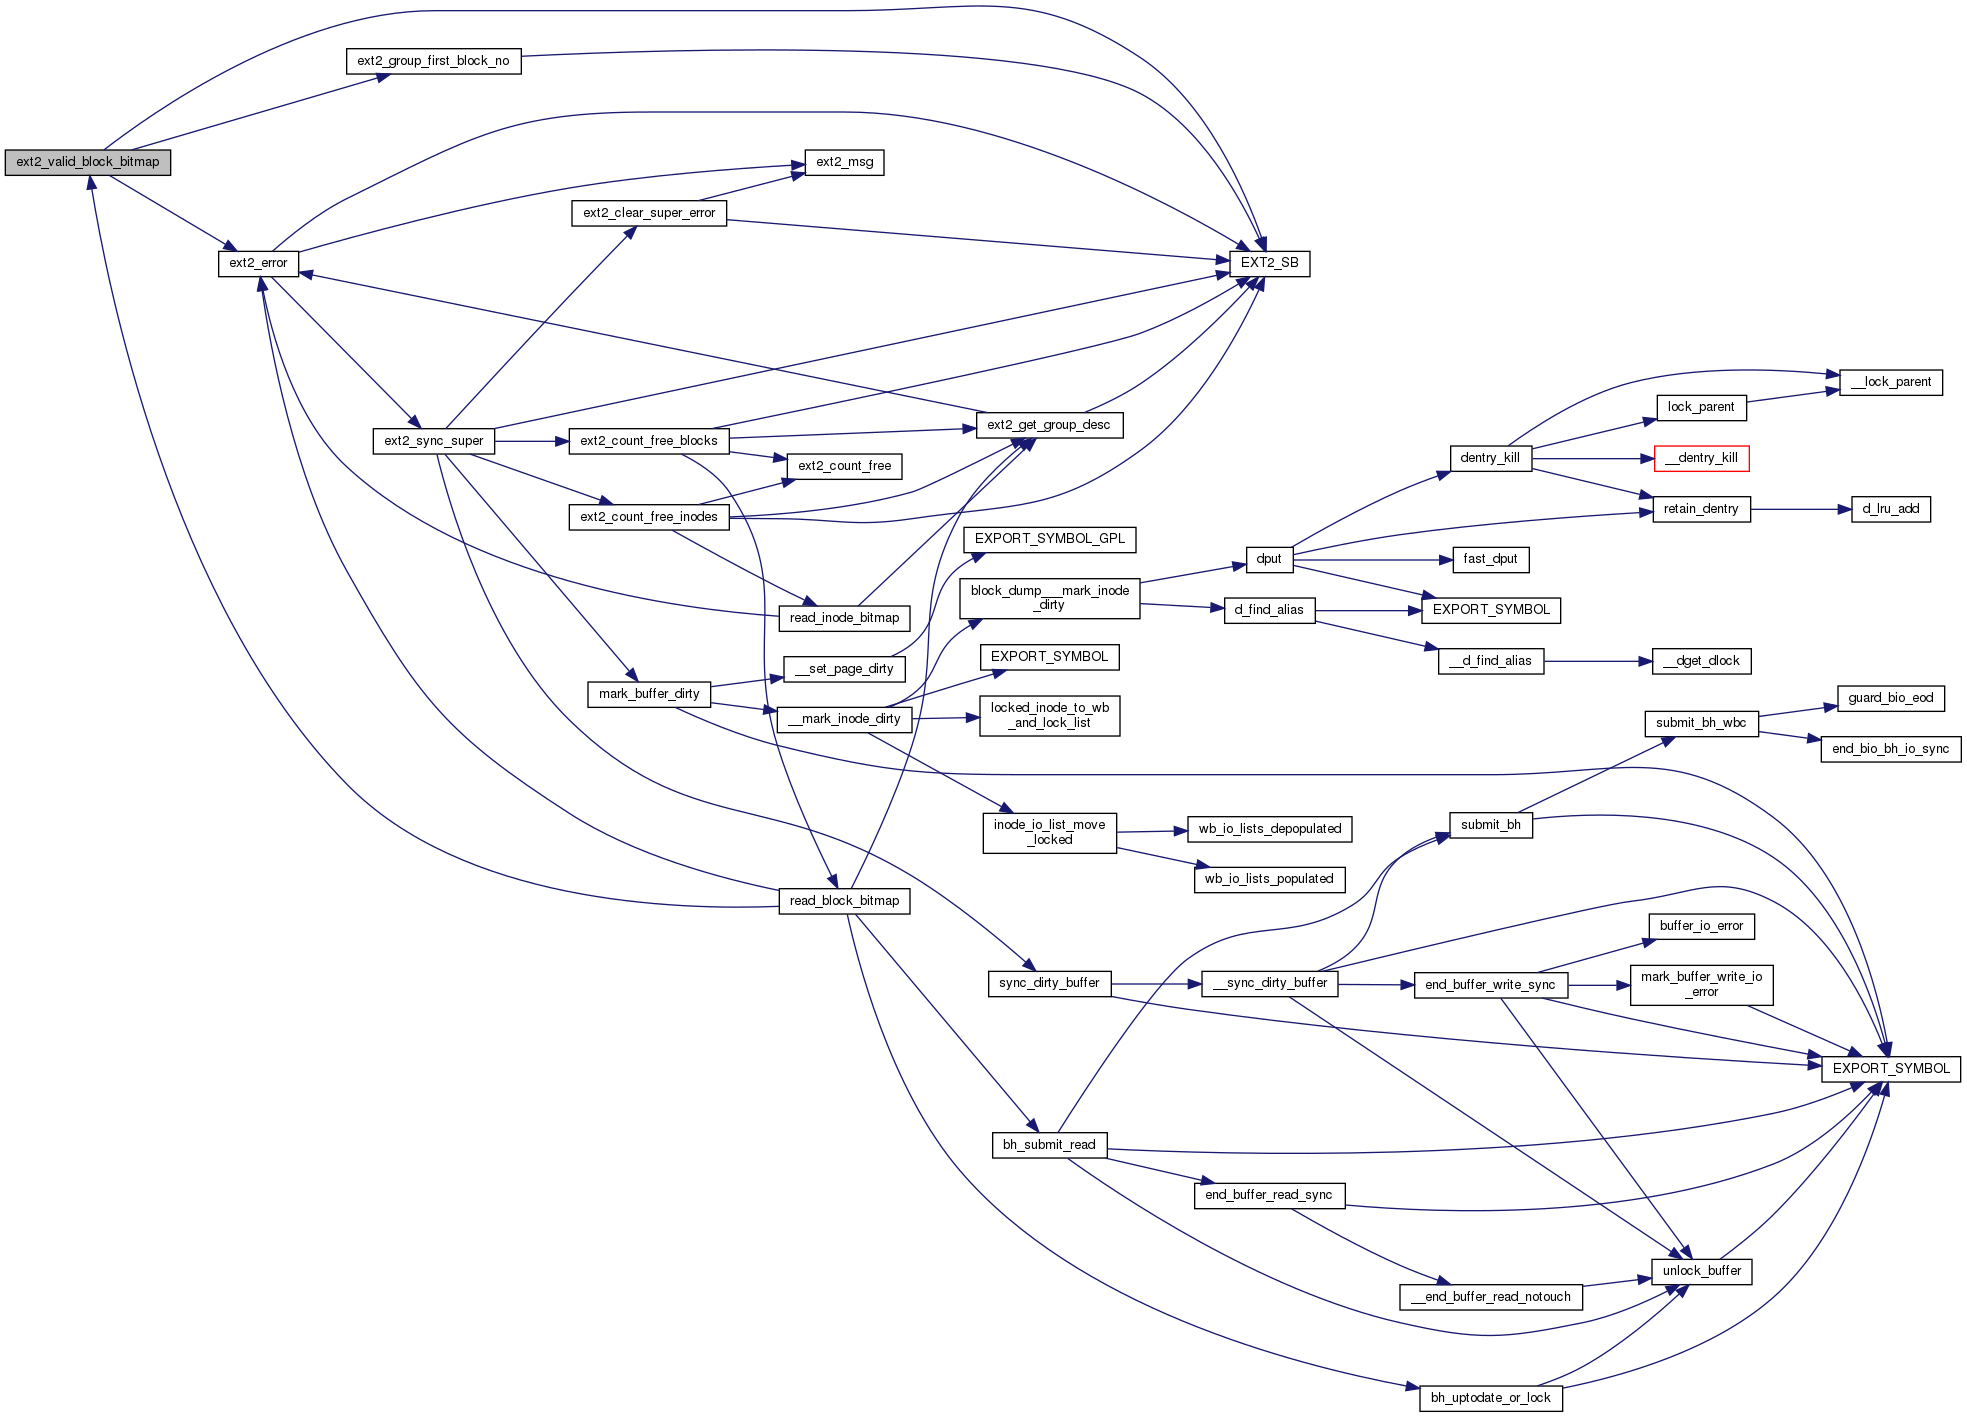 ext2_group_first_block_no
ext2_valid_block_bitmap
ext2_msg
ext2_clear_super_error
ext2_error
EXT2_SB
__lock_parent
lock_parent
ext2_get_group_desc
ext2_sync_super
ext2_count_free_blocks
dentry_kill
__dentry_kill
ext2_count_free
retain_dentry
d_lru_add
ext2_count_free_inodes
EXPORT_SYMBOL_GPL
dput
fast_dput
block_dump___mark_inode
_dirty
d_find_alias
EXPORT_SYMBOL
read_inode_bitmap
EXPORT_SYMBOL
__d_find_alias
__dget_dlock
__set_page_dirty
mark_buffer_dirty
guard_bio_eod
locked_inode_to_wb
_and_lock_list
__mark_inode_dirty
submit_bh_wbc
end_bio_bh_io_sync
inode_io_list_move
_locked
wb_io_lists_depopulated
submit_bh
wb_io_lists_populated
read_block_bitmap
buffer_io_error
sync_dirty_buffer
__sync_dirty_buffer
end_buffer_write_sync
mark_buffer_write_io
_error
EXPORT_SYMBOL
bh_submit_read
end_buffer_read_sync
unlock_buffer
__end_buffer_read_notouch
bh_uptodate_or_lock